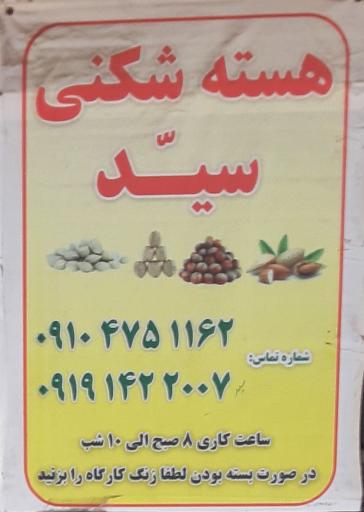 هسته شکنی
سیّد
۰۹۱۰ ۴۷۵ ۱۱۶۲
شماره تماس:
۰۹۱۹ ۱۴۲ ۲۰۰۷
ساعت کاری ۸ صبح الی ۱۰ شب
در صورت بسته بودن لطفا زنگ کارگاه را بزنید